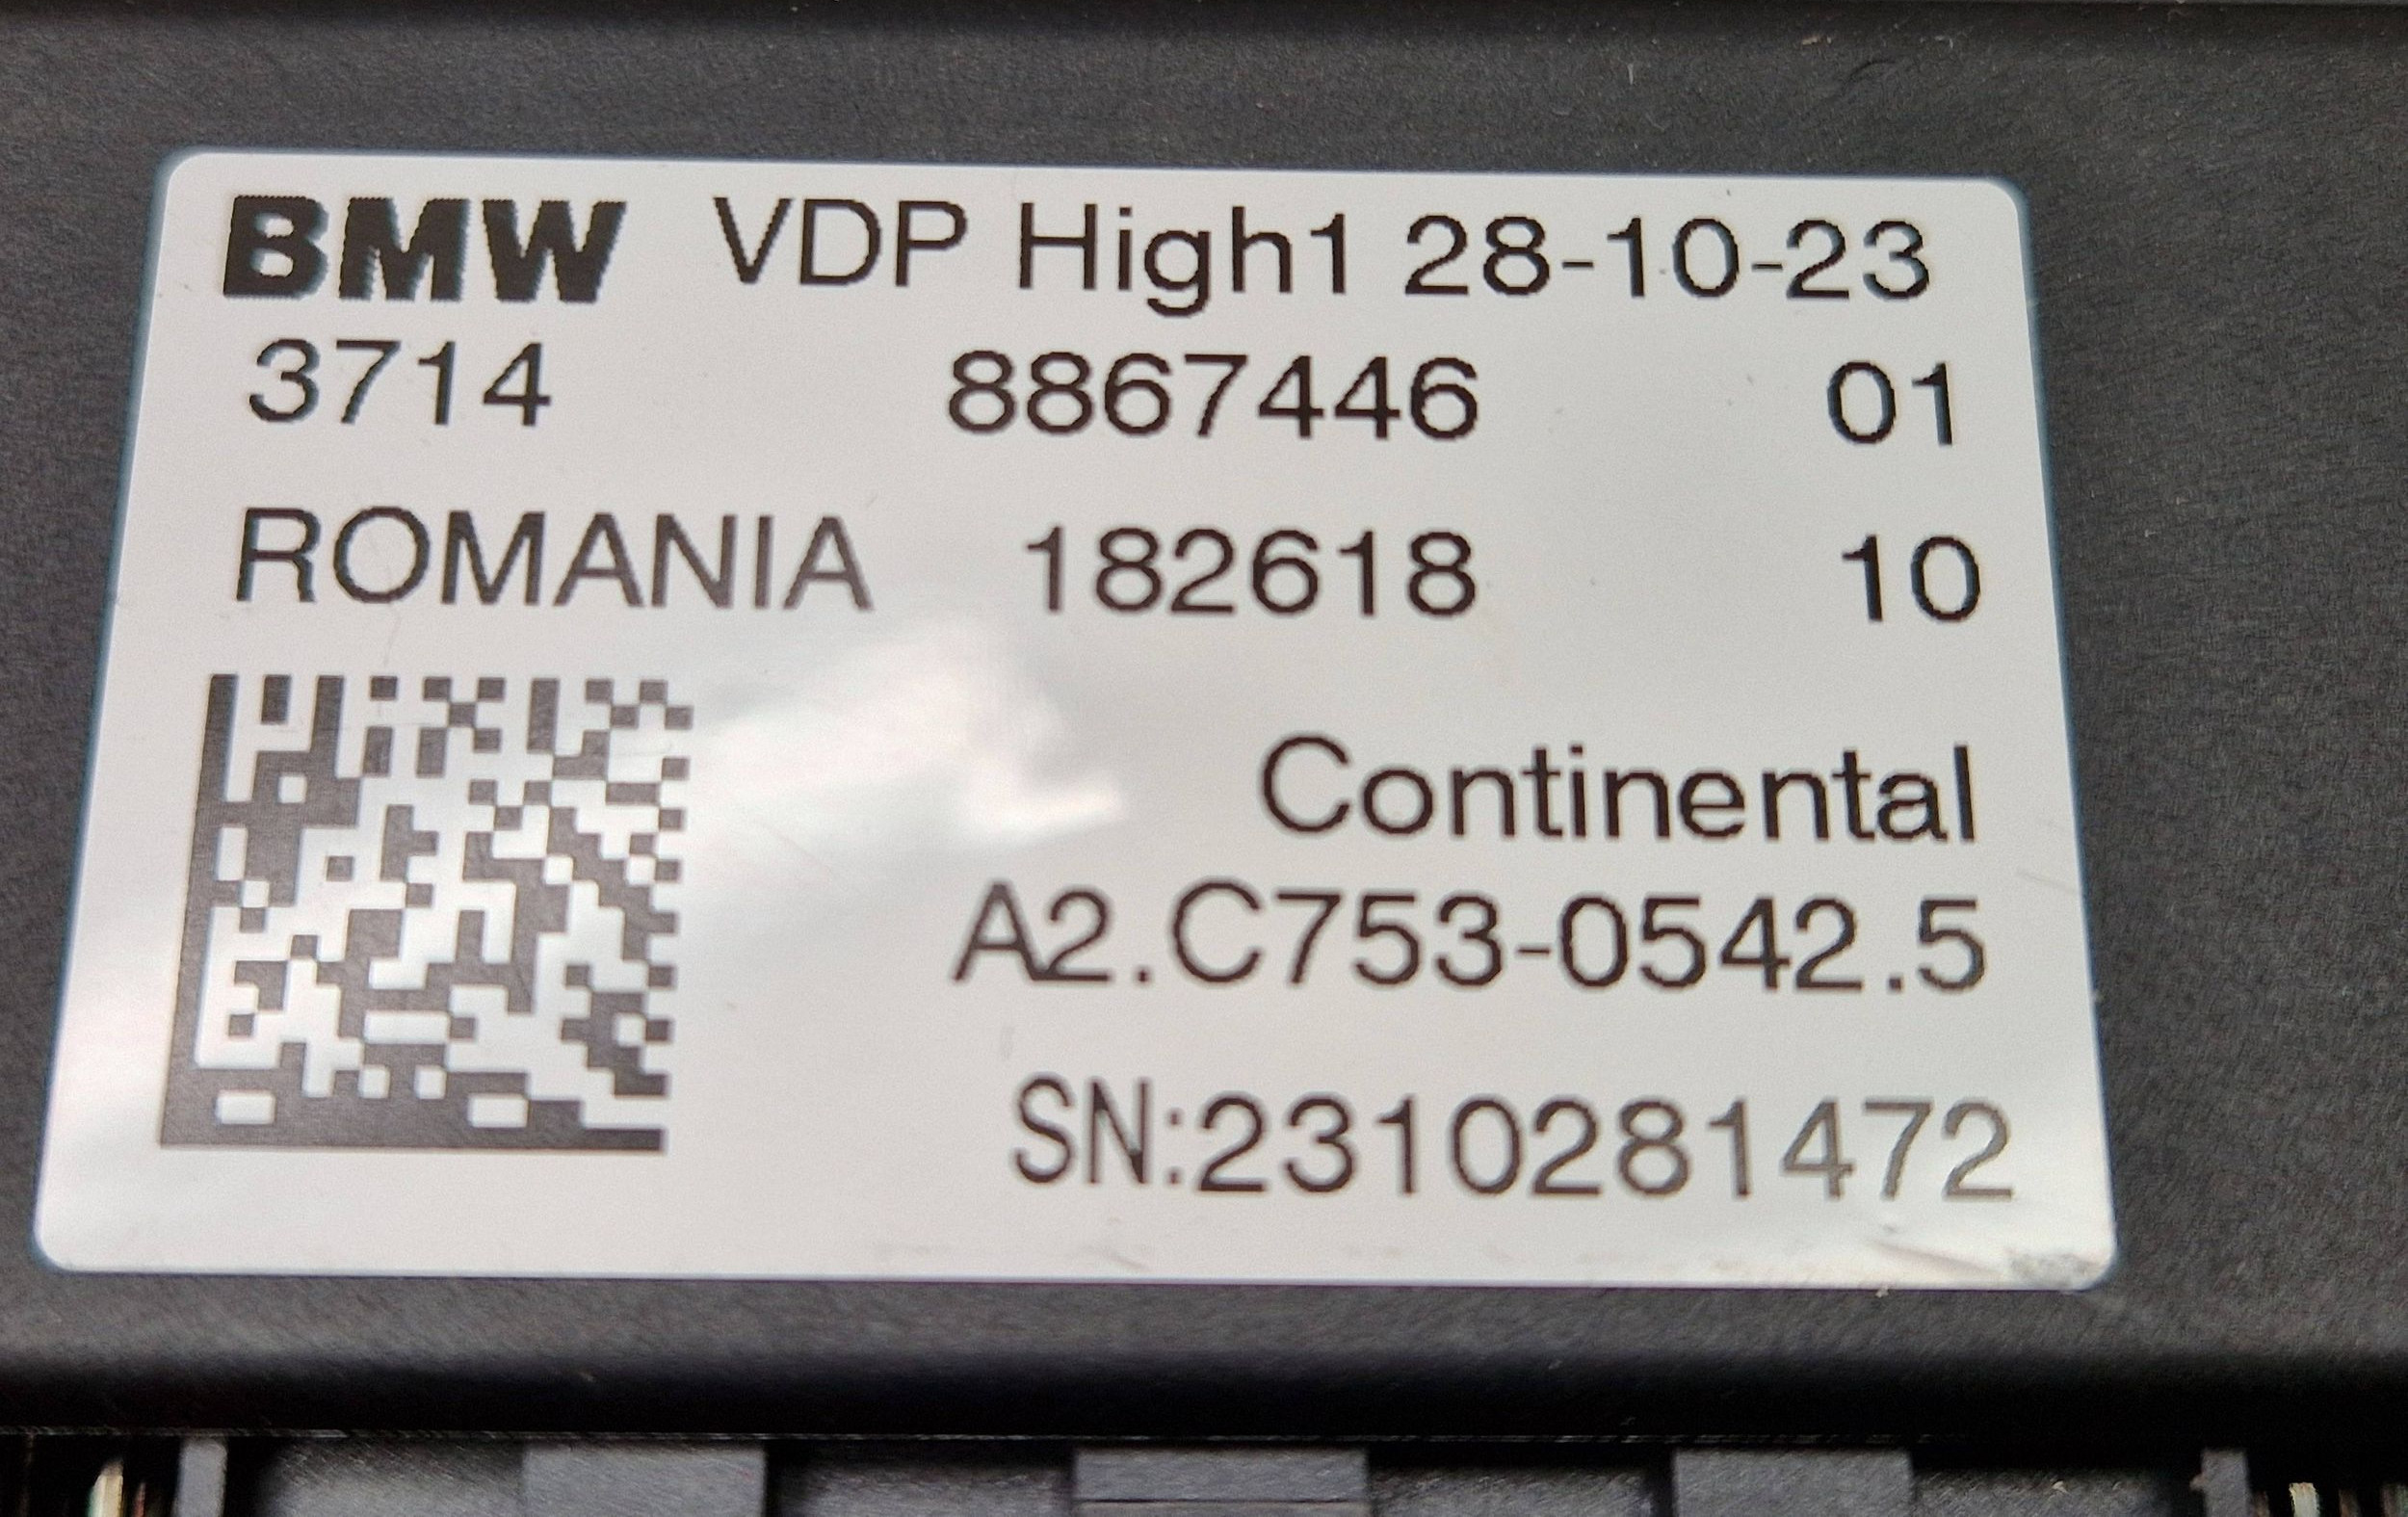 BMW VDP High1 28-10-23
3714 8867446 01
ROMANIA 182618 10
Continental
A2.C753-0542.5
SN:2310281472